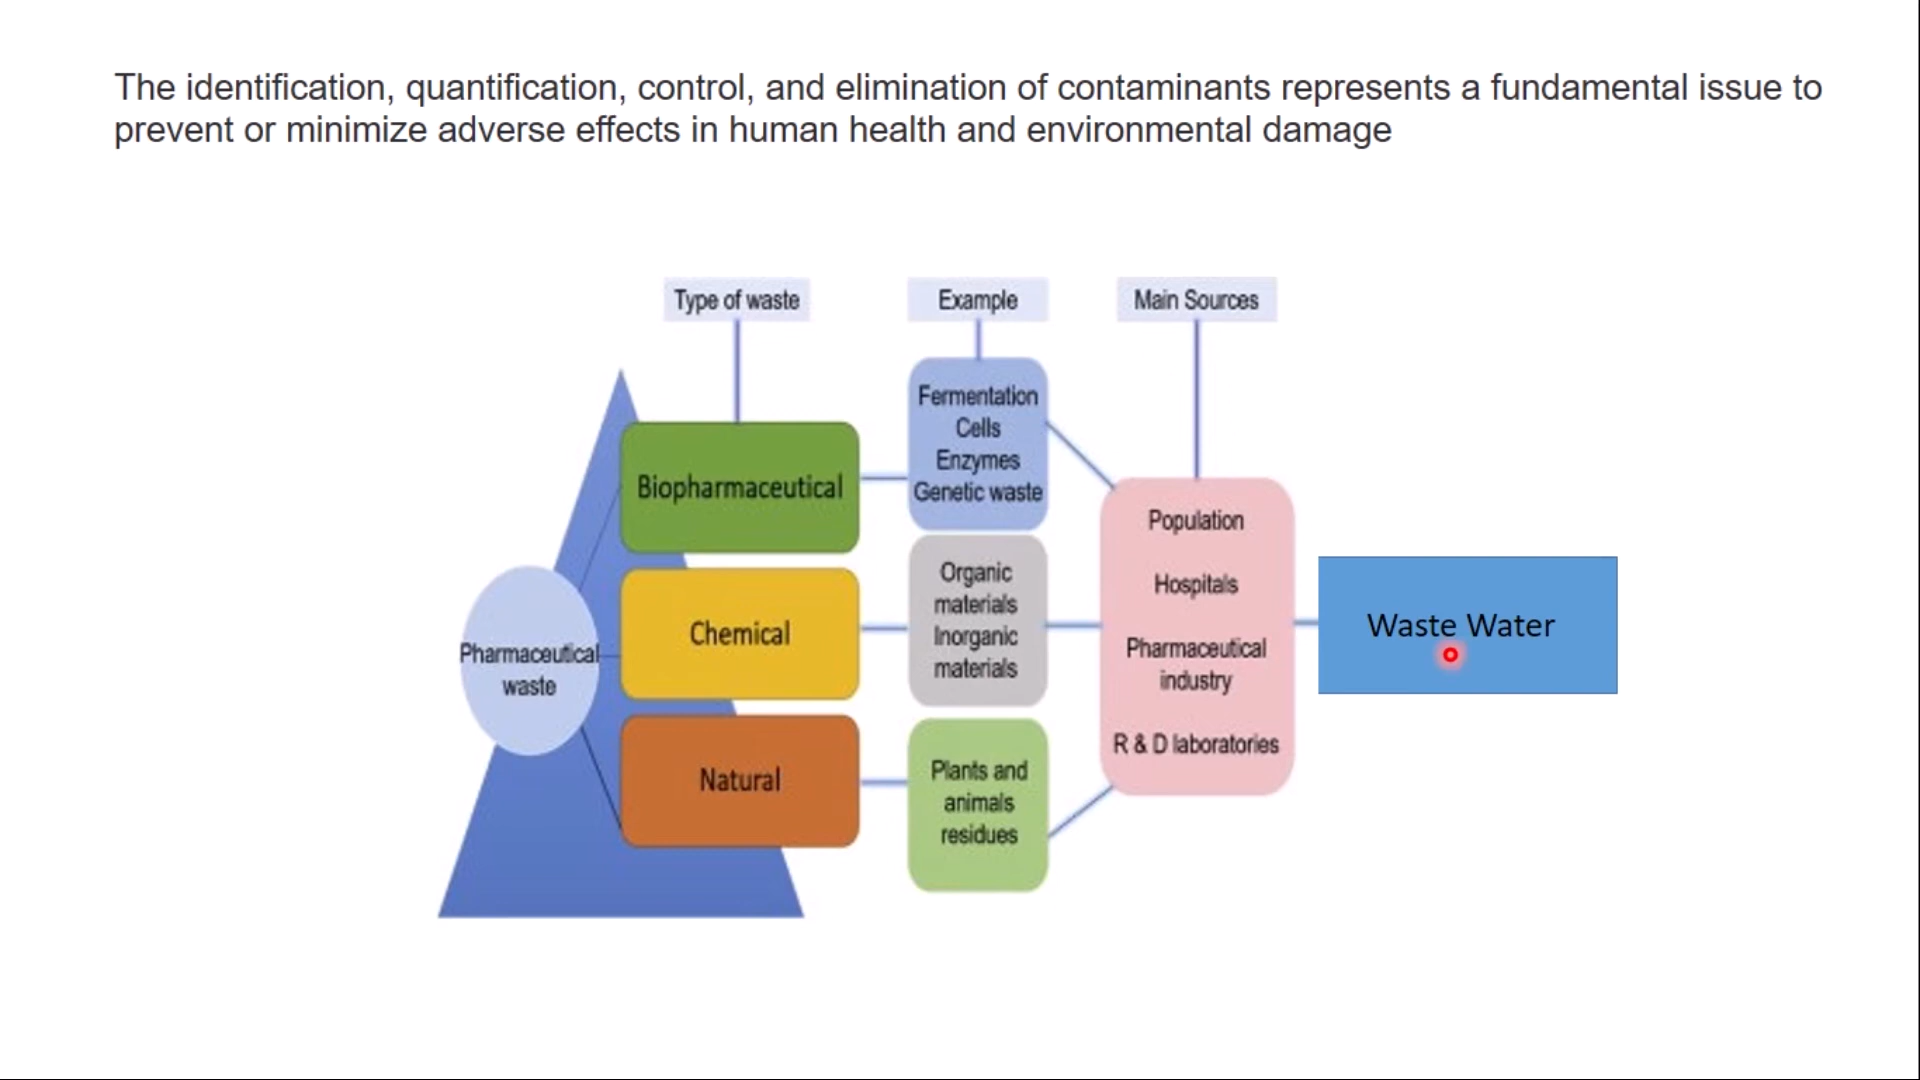 The identification, quantification, control, and elimination of contaminants represents a fundamental issue to
prevent or minimize adverse effects in human health and environmental damage
Type of waste
Example
Main Sources
Pharmaceutical
waste
Biopharmaceutical
Chemical
Natural
Fermentation
Cells
Enzymes
Genetic waste
Organic
materials
Inorganic
materials
Plants and
animals
residues
Population
Hospitals
Pharmaceutical
industry
R & D laboratories
Waste Water